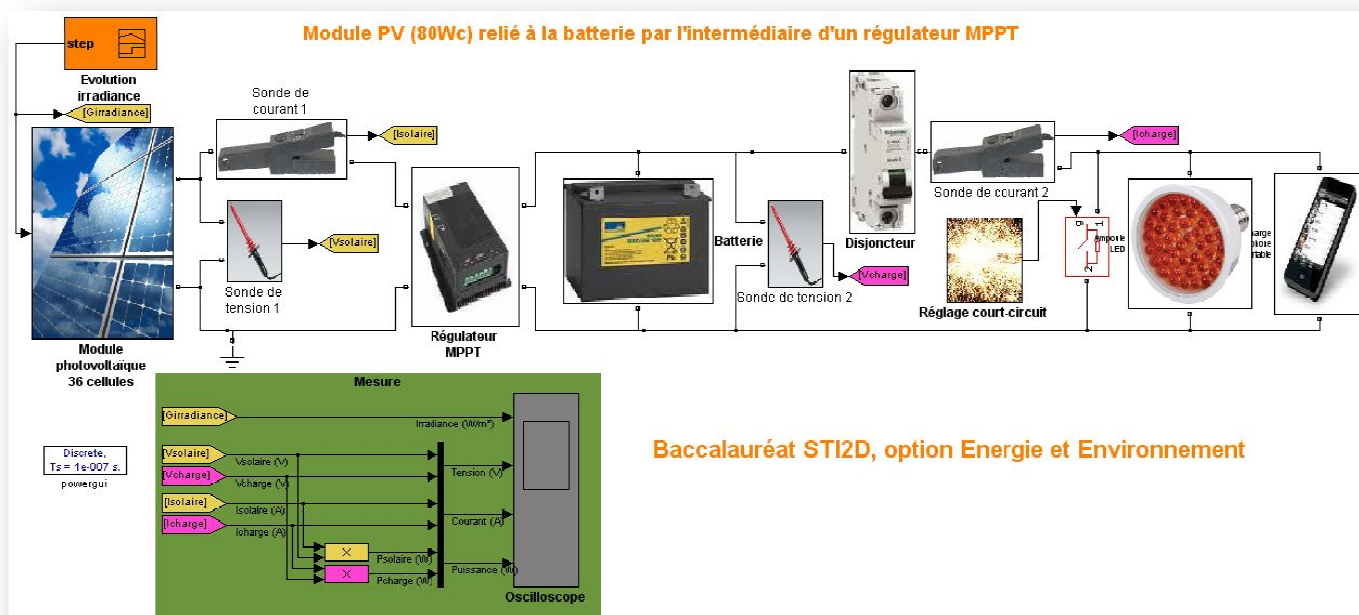 Module PV (80Wc) relié à la batterie par l'intermédiaire d'un régulateur MPPT
step
Evolution
irradiance
[Girradiance]
Sonde de
courant 1
[Isolaire]
Sonde de
tension 1
[Vsolaire]
Module
photovoltaïque
36 cellules
Régulateur
MPPT
Batterie
Sonde de tension 2
[Vcharge]
Disjoncteur
Sonde de courant 2
[Icharge]
Réglage court-circuit
g
1
2
Ampoule
LED
Mesure
[Girradiance]
Irradiance (W/m²)
[Vsolaire]
Vsolaire (V)
[Vcharge]
Vcharge (V)
Tension (V)
[Isolaire]
Isolaire (A)
[Icharge]
Icharge (A)
Courant (A)
X
Psolaire (W)
X
Pcharge (W)
Puissance (W)
Oscilloscope
Discrete,
Ts = 1e-007 s.
powergui
Baccalauréat STI2D, option Energie et Environnement